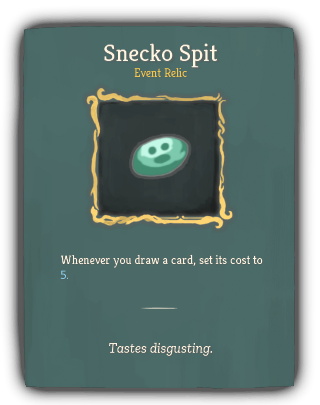 Snecko Spit
Event Relic
Whenever you draw a card, set its cost to
5.
Tastes disgusting.